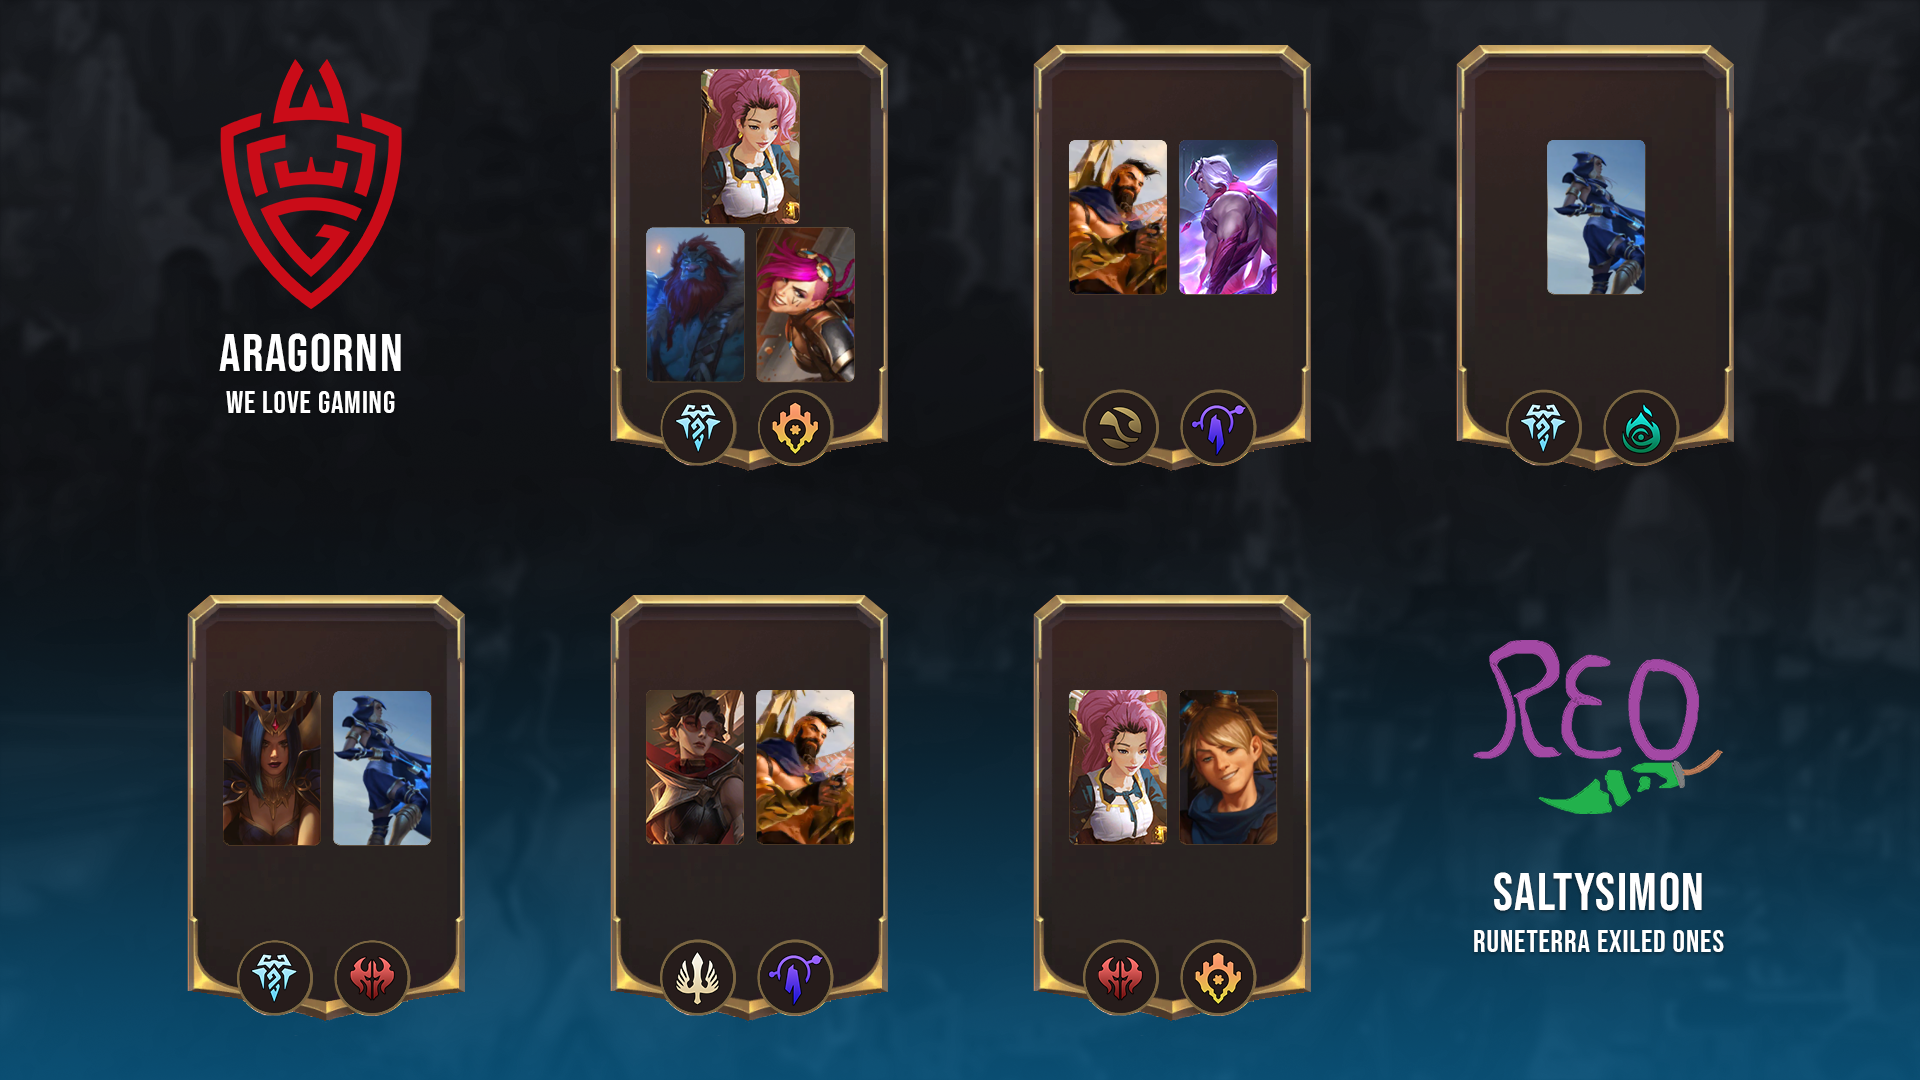 ARAGORNN
WE LOVE GAMING
REO
SALTYSIMON
RUNETERRA EXILED ONES